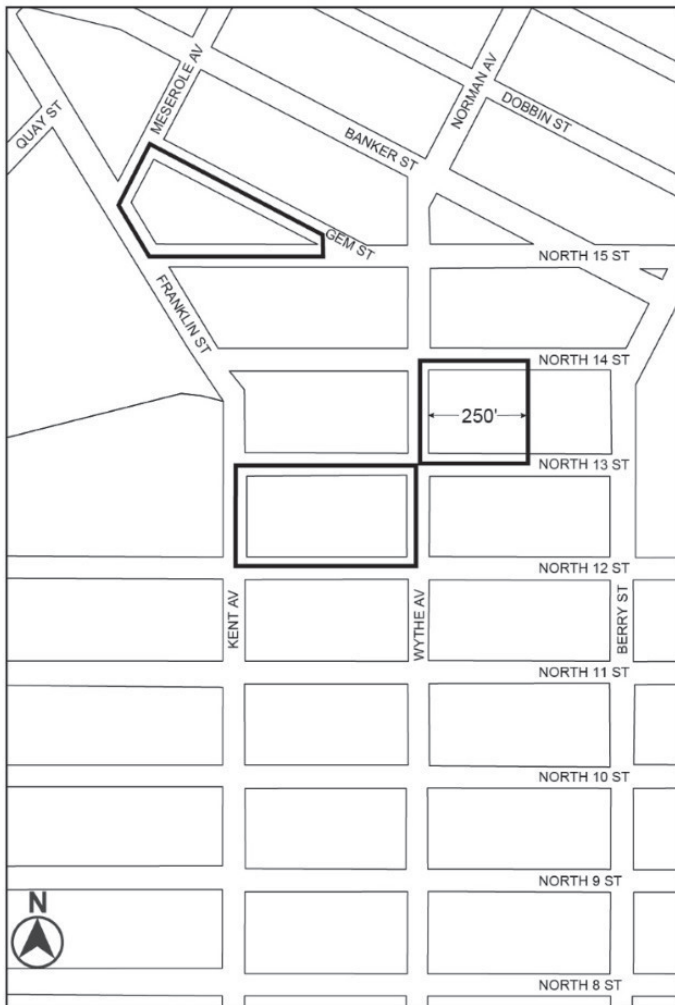 MESEROLE AV
NORMAN AV
QUAY ST
DOBBIN ST
BANKER ST
GEM ST
NORTH 15 ST
FRANKLIN ST
NORTH 14 ST
250'
NORTH 13 ST
NORTH 12 ST
KENT AV
WYTHE AV
BERRY ST
NORTH 11 ST
NORTH 10 ST
NORTH 9 ST
N
NORTH 8 ST